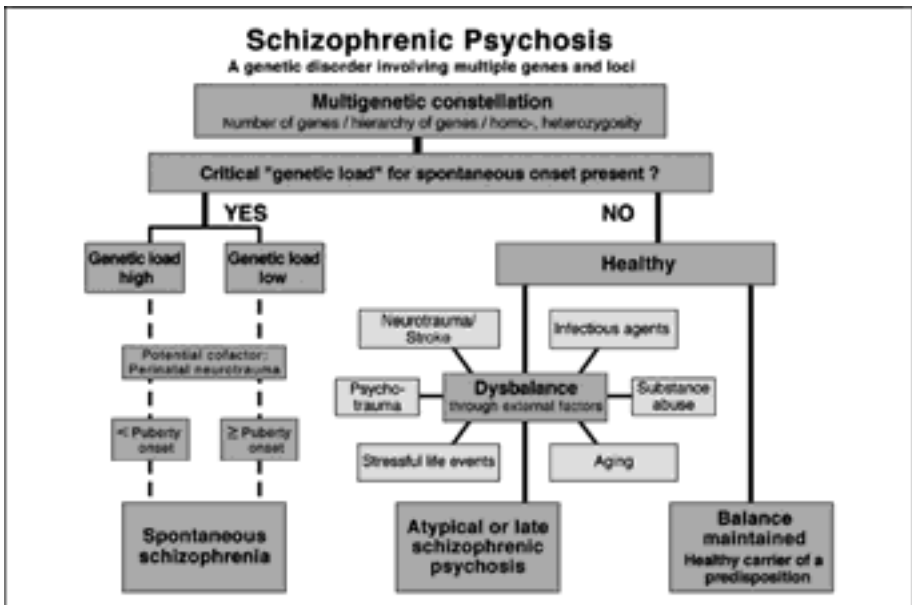 Schizophrenic Psychosis
A genetic disorder involving multiple genes and loci
Multigenetic constellation
Number of genes / hierarchy of genes / homo-, heterozygosity
Critical "genetic load" for spontaneous onset present ?
YES
NO
Genetic load
high
Genetic load
low
Healthy
Neurotrauma/
Stroke
Infectious agents
Potential cofactor:
Perinatal neurotrauma
Psycho-
trauma
Dysbalance
through external factors
Substance
abuse
< Puberty
onset
≥ Puberty
onset
Stressful life events
Aging
Spontaneous
schizophrenia
Atypical or late
schizophrenic
psychosis
Balance
maintained
Healthy carrier of a
predisposition